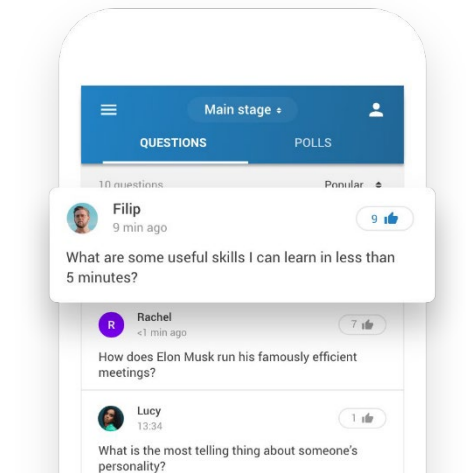 Main stage
QUESTIONS POLLS
10 questions Popular
Filip
9 min ago
9
What are some useful skills I can learn in less than
5 minutes?
R
Rachel
<1 min ago
7
How does Elon Musk run his famously efficient
meetings?
Lucy
13:34
1
What is the most telling thing about someone's
personality?